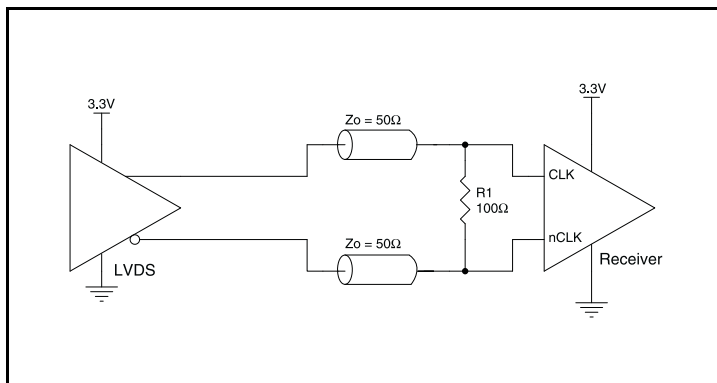 3.3V
3.3V
Zo = 50Ω
CLK
R1
100Ω
nCLK
Zo = 50Ω
LVDS
Receiver